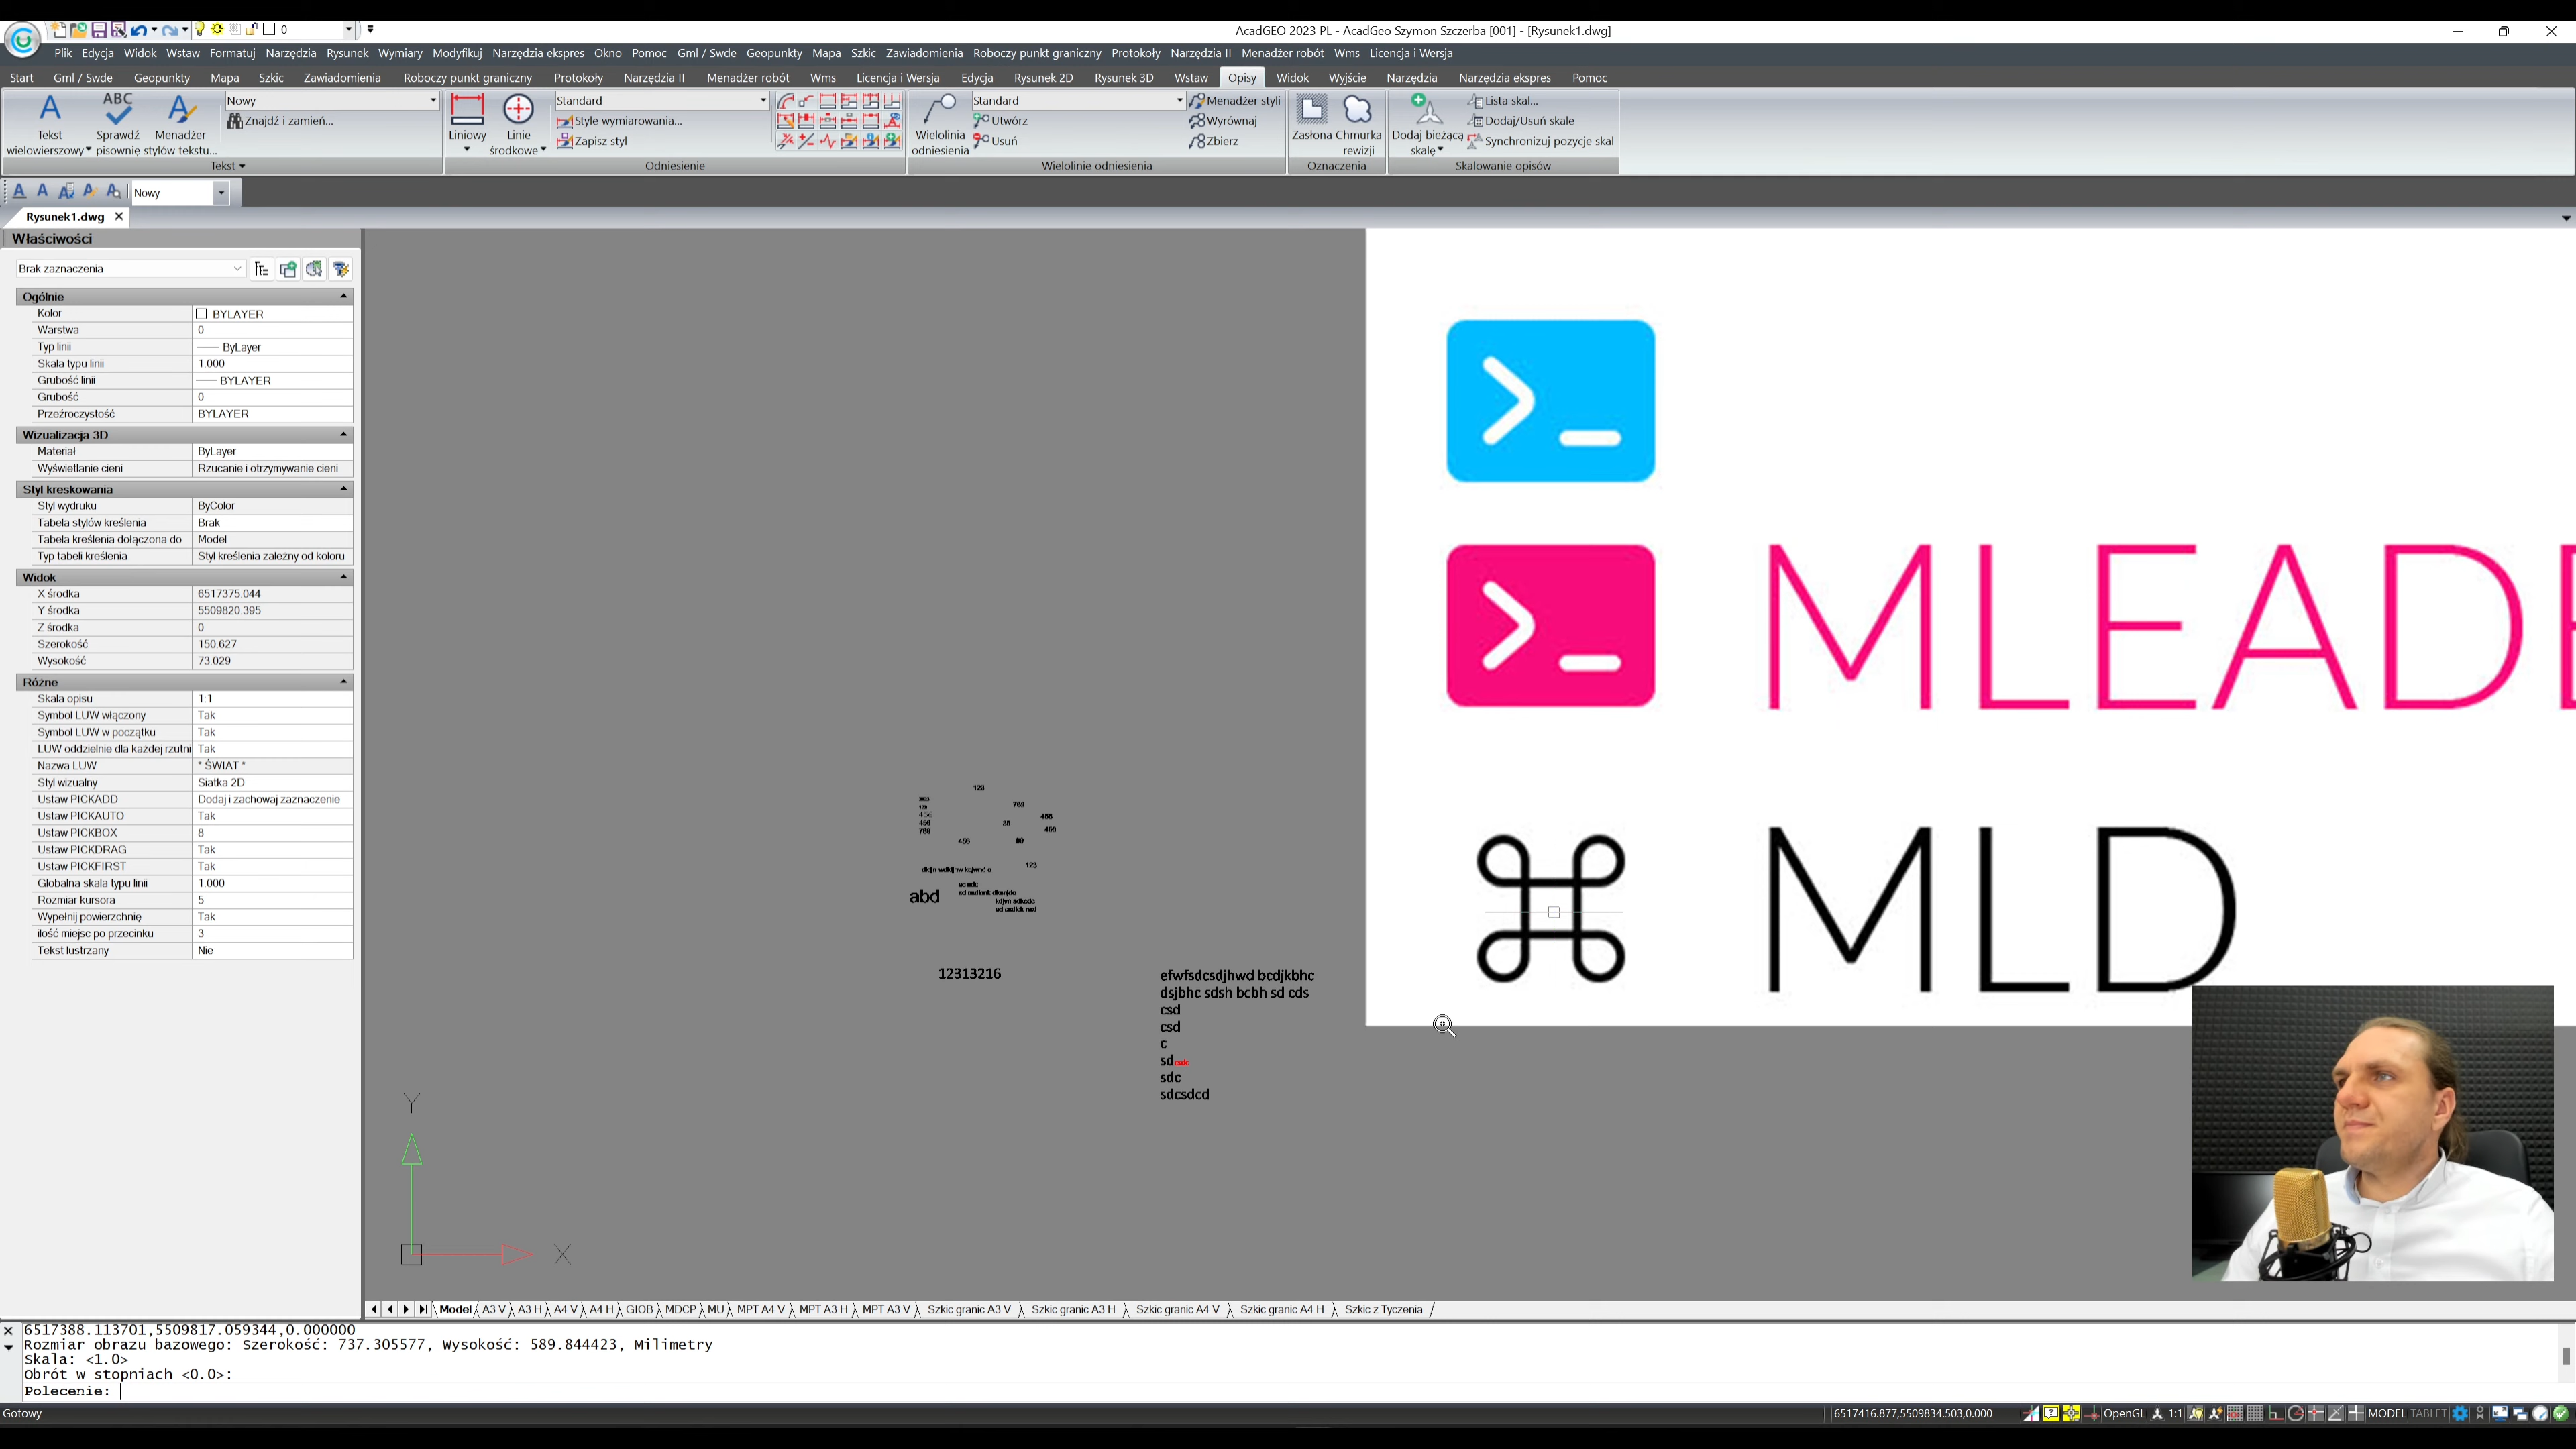 0
AcadGEO 2023 PL - AcadGeo Szymon Szczerba [001] - [Rysunek1.dwg]
Plik Edycja Widok Wstaw Formatuj Narzędzia Rysunek Wymiary Modyfikuj Narzędzia ekspres Okno Pomoc Gml / Swde Geopunkty Mapa Szkic Zawiadomienia Roboczy punkt graniczny Protokoły Narzędzia II Menadżer robót Wms Licencja i Wersja
Start Gml / Swde Geopunkty Mapa Szkic Zawiadomienia Roboczy punkt graniczny Protokoły Narzędzia II Menadżer robót Wms Licencja i Wersja Edycja Rysunek 2D Rysunek 3D Wstaw Opisy Widok Wyjście Narzędzia Narzędzia ekspres Pomoc
Tekst wielowierszowy
ABC Sprawdź pisownię
Menadżer stylów tekstu...
Nowy
Znajdź i zamień...
Tekst
Liniowy
Linie środkowe
Standard
Style wymiarowania...
Zapisz styl
Odniesienie
Wielolinia odniesienia
Standard
Utwórz
Usuń
Menadżer styli
Wyrównaj
Zbierz
Wielolinie odniesienia
Zasłona
Chmurka rewizji
Oznaczenia
Dodaj bieżącą skalę
Lista skal...
Dodaj/Usuń skale
Synchronizuj pozycje skal
Skalowanie opisów
Nowy
Rysunek1.dwg
Właściwości
Brak zaznaczenia
Ogólnie
Kolor BYLAYER
Warstwa 0
Typ linii ByLayer
Skala typu linii 1.000
Grubość linii BYLAYER
Grubość 0
Przeźroczystość BYLAYER
Wizualizacja 3D
Materiał ByLayer
Wyświetlanie cieni Rzucanie i otrzymywanie cieni
Styl kreskowania
Styl wydruku ByColor
Tabela stylów kreślenia Brak
Tabela kreślenia dołączona do Model
Typ tabeli kreślenia Styl kreślenia zależny od koloru
Widok
X środka 6517375.044
Y środka 5509820.395
Z środka 0
Szerokość 150.627
Wysokość 73.029
Różne
Skala opisu 1:1
Symbol LUW włączony Tak
Symbol LUW w początku Tak
LUW oddzielnie dla każdej rzutni Tak
Nazwa LUW * ŚWIAT *
Styl wizualny Siatka 2D
Ustaw PICKADD Dodaj i zachowaj zaznaczenie
Ustaw PICKAUTO Tak
Ustaw PICKBOX 8
Ustaw PICKDRAG Tak
Ustaw PICKFIRST Tak
Globalna skala typu linii 1.000
Rozmiar kursora 5
Wypełnij powierzchnię Tak
ilość miejsc po przecinku 3
Tekst lustrzany Nie
>_
>_ MLEADE
MLD
123
769
456
456
789
38
466
468
456
89
123
abd
12313216
efwfsdcsdjhwd bcdjkbhc
dsjbhc sdsh bcbh sd cds
csd
csd
c
sdcsdc
sdc
sdcsdcd
Y
X
Model A3 V A3 H A4 V A4 H GIOB MDCP MU MPT A4 V MPT A3 H MPT A3 V Szkic granic A3 V Szkic granic A3 H Szkic granic A4 V Szkic granic A4 H Szkic z Tyczenia
6517388.113701,5509817.059344,0.000000
Rozmiar obrazu bazowego: Szerokość: 737.305577, Wysokość: 589.844423, Milimetry
Skala: <1.0>
Obrót w stopniach <0.0>:
Polecenie:
Gotowy
6517416.877,5509834.503,0.000
OpenGL 1:1 MODEL TABLET